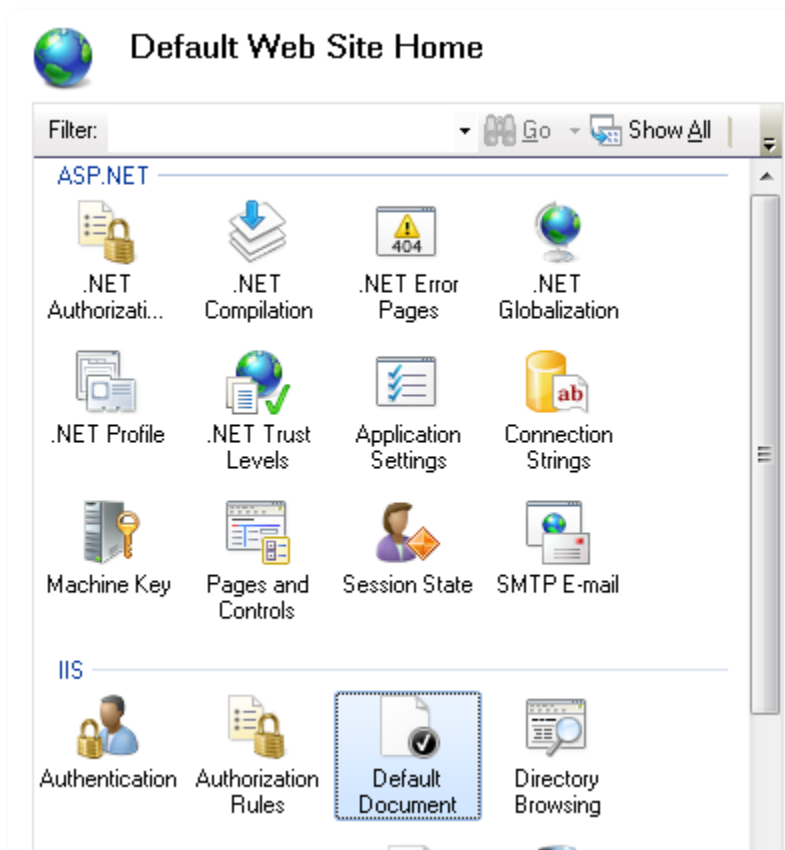 Default Web Site Home
Filter: Go Show All
ASP.NET
404
.NET Authorizati...
.NET Compilation
.NET Error Pages
.NET Globalization
ab
.NET Profile
.NET Trust Levels
Application Settings
Connection Strings
Machine Key
Pages and Controls
Session State
SMTP E-mail
IIS
Authentication
Authorization Rules
Default Document
Directory Browsing